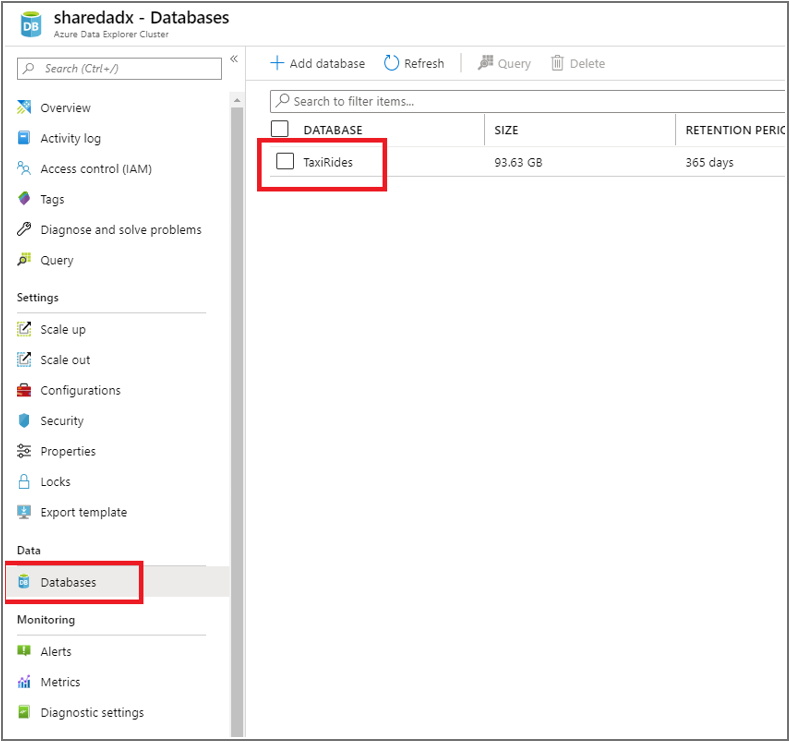 sharedadx - Databases
Azure Data Explorer Cluster
Search (Ctrl+/)
«
Overview
Activity log
Access control (IAM)
Tags
Diagnose and solve problems
Query
Settings
Scale up
Scale out
Configurations
Security
Properties
Locks
Export template
Data
Databases
Monitoring
Alerts
Metrics
Diagnostic settings
Add database Refresh Query Delete
Search to filter items...
DATABASE SIZE RETENTION PERIO
TaxiRides 93.63 GB 365 days